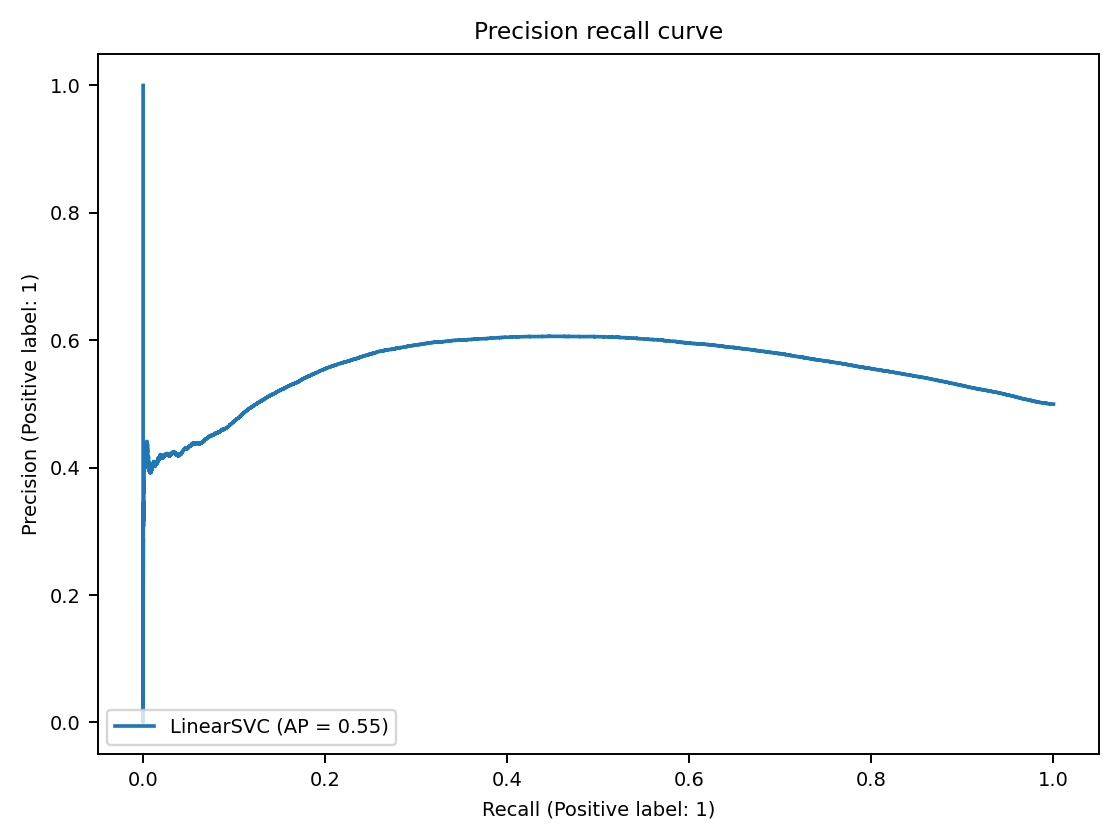 Precision recall curve
1.0
0.8
0.6
0.4
0.2
0.0
Precision (Positive label: 1)
LinearSVC (AP = 0.55)
0.0 0.2 0.4 0.6 0.8 1.0
Recall (Positive label: 1)